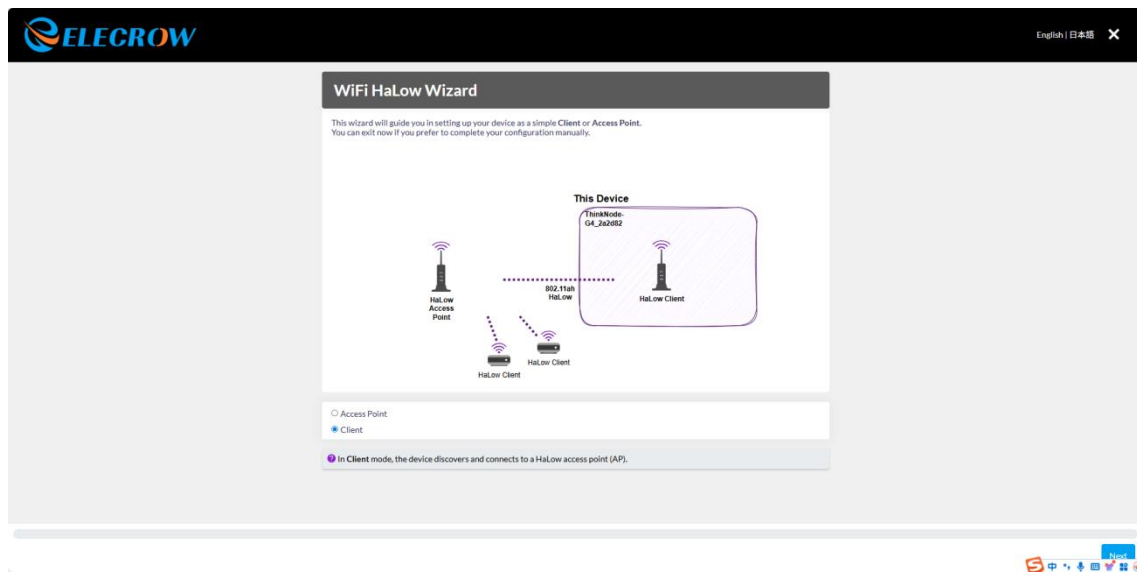 ELECROW
English | 日本語 ✕
WiFi HaLow Wizard
This wizard will guide you in setting up your device as a simple Client or Access Point.
You can exit now if you prefer to complete your configuration manually.
This Device
ThinkNode-
G4_2a2d82
HaLow
Access
Point
802.11ah
HaLow
HaLow Client
HaLow Client
HaLow Client
Access Point
Client
In Client mode, the device discovers and connects to a HaLow access point (AP).
Next
中